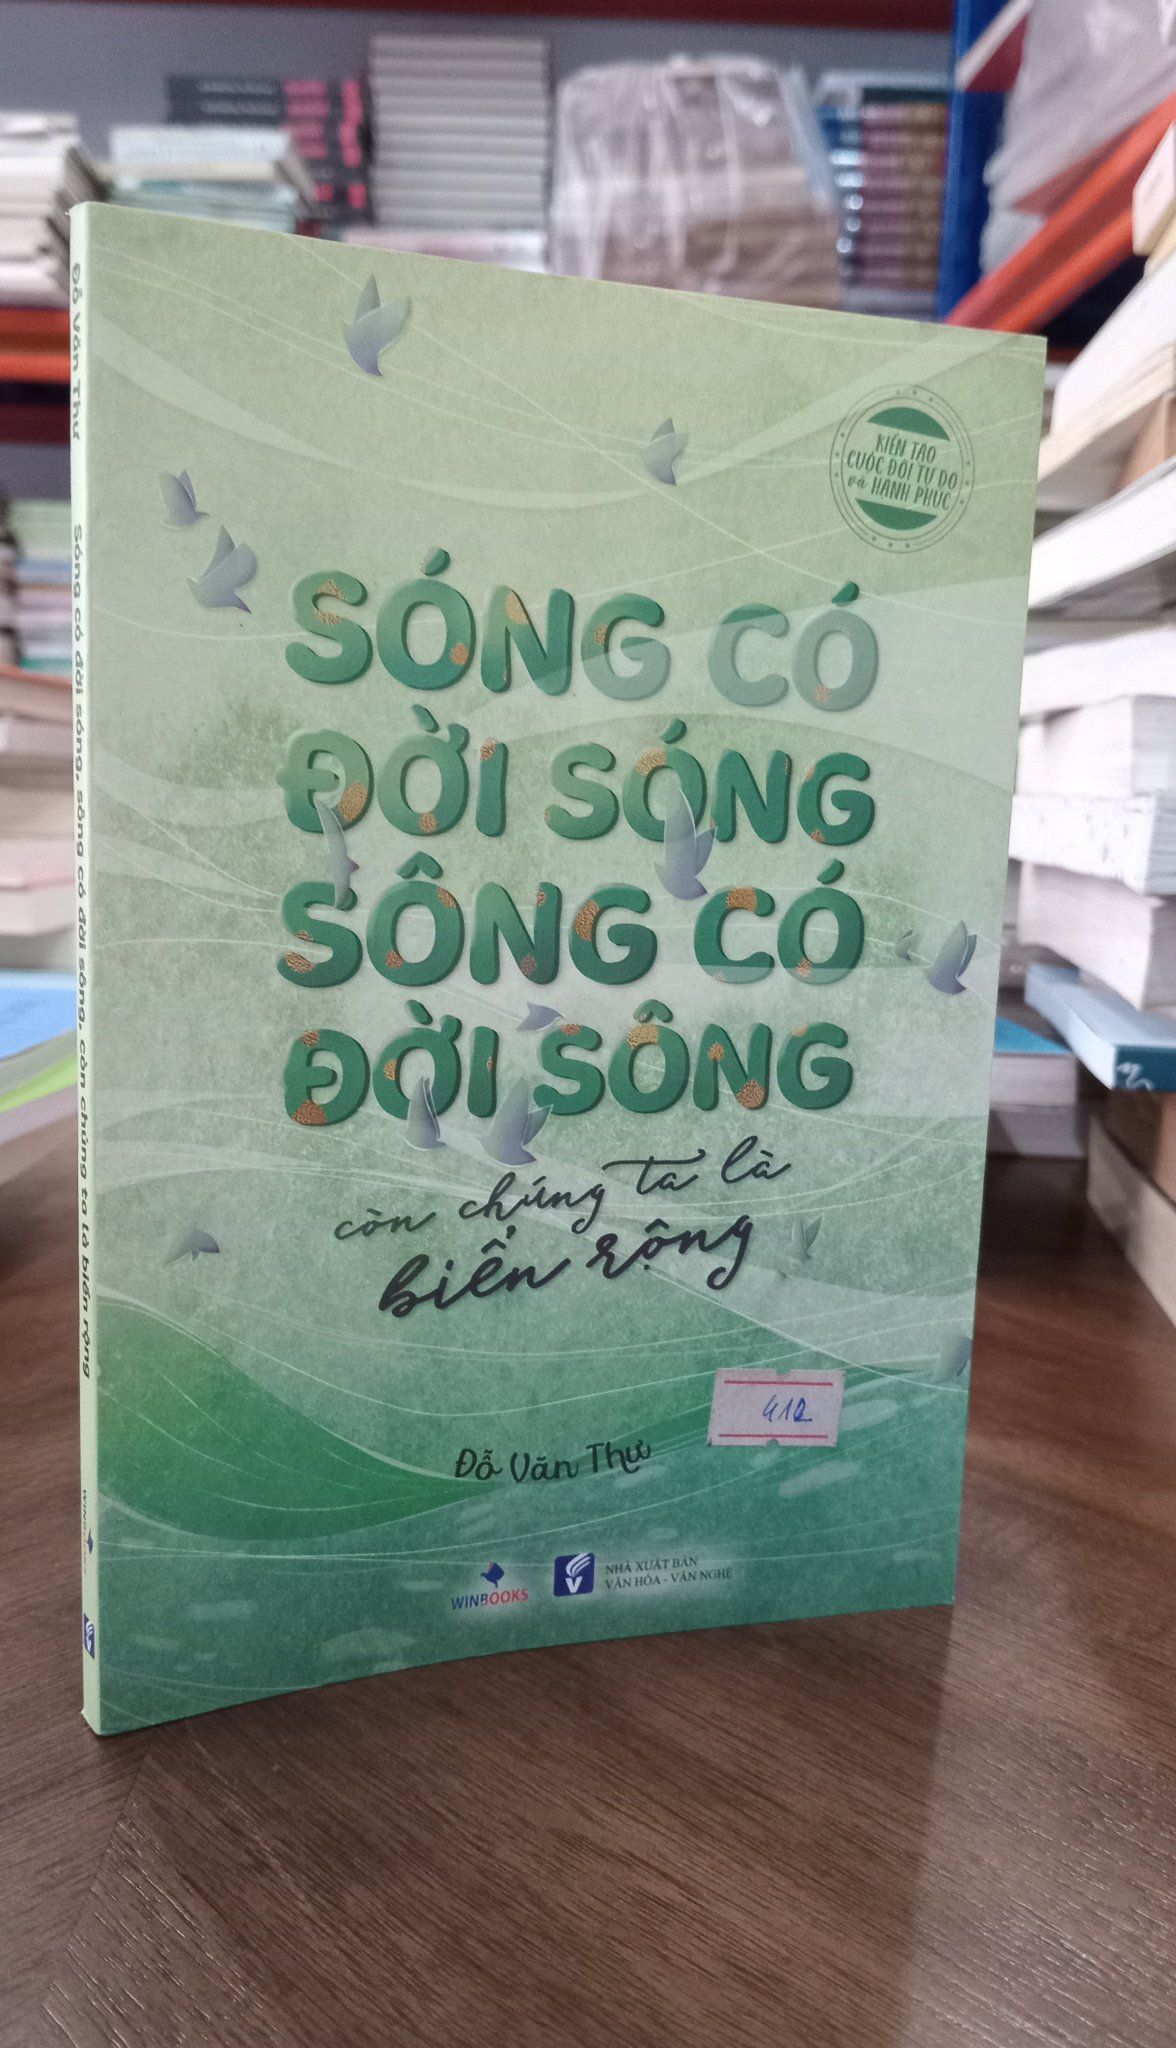 Đỗ Văn Thư
Sóng có đời sóng, sông có đời sông, còn chúng ta là biển rộng
WINBOOKS
KIẾN TẠO
CUỘC ĐỜI TỰ DO
và HẠNH PHÚC
SÓNG CÓ
ĐỜI SÓNG
SÔNG CÓ
ĐỜI SÔNG
còn chúng ta là
biển rộng
412
Đỗ Văn Thư
WINBOOKS
NHÀ XUẤT BẢN
VĂN HÓA - VĂN NGHỆ